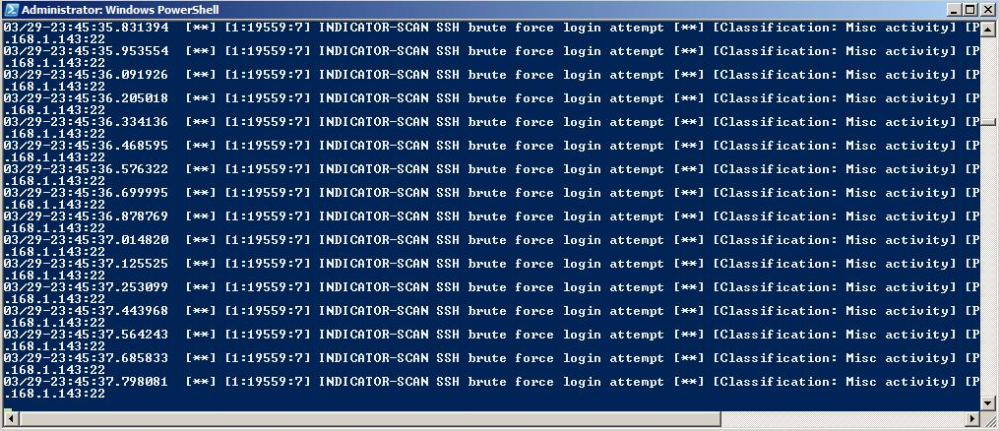 Administrator: Windows PowerShell
03/29-23:45:35.831394 [**] [1:19559:7] INDICATOR-SCAN SSH brute force login attempt [**] [Classification: Misc activity] [P
.168.1.143:22
03/29-23:45:35.953554 [**] [1:19559:7] INDICATOR-SCAN SSH brute force login attempt [**] [Classification: Misc activity] [P
.168.1.143:22
03/29-23:45:36.091926 [**] [1:19559:7] INDICATOR-SCAN SSH brute force login attempt [**] [Classification: Misc activity] [P
.168.1.143:22
03/29-23:45:36.205018 [**] [1:19559:7] INDICATOR-SCAN SSH brute force login attempt [**] [Classification: Misc activity] [P
.168.1.143:22
03/29-23:45:36.334136 [**] [1:19559:7] INDICATOR-SCAN SSH brute force login attempt [**] [Classification: Misc activity] [P
.168.1.143:22
03/29-23:45:36.468595 [**] [1:19559:7] INDICATOR-SCAN SSH brute force login attempt [**] [Classification: Misc activity] [P
.168.1.143:22
03/29-23:45:36.576322 [**] [1:19559:7] INDICATOR-SCAN SSH brute force login attempt [**] [Classification: Misc activity] [P
.168.1.143:22
03/29-23:45:36.699995 [**] [1:19559:7] INDICATOR-SCAN SSH brute force login attempt [**] [Classification: Misc activity] [P
.168.1.143:22
03/29-23:45:36.878769 [**] [1:19559:7] INDICATOR-SCAN SSH brute force login attempt [**] [Classification: Misc activity] [P
.168.1.143:22
03/29-23:45:37.014820 [**] [1:19559:7] INDICATOR-SCAN SSH brute force login attempt [**] [Classification: Misc activity] [P
.168.1.143:22
03/29-23:45:37.125525 [**] [1:19559:7] INDICATOR-SCAN SSH brute force login attempt [**] [Classification: Misc activity] [P
.168.1.143:22
03/29-23:45:37.253099 [**] [1:19559:7] INDICATOR-SCAN SSH brute force login attempt [**] [Classification: Misc activity] [P
.168.1.143:22
03/29-23:45:37.443968 [**] [1:19559:7] INDICATOR-SCAN SSH brute force login attempt [**] [Classification: Misc activity] [P
.168.1.143:22
03/29-23:45:37.564243 [**] [1:19559:7] INDICATOR-SCAN SSH brute force login attempt [**] [Classification: Misc activity] [P
.168.1.143:22
03/29-23:45:37.685833 [**] [1:19559:7] INDICATOR-SCAN SSH brute force login attempt [**] [Classification: Misc activity] [P
.168.1.143:22
03/29-23:45:37.798081 [**] [1:19559:7] INDICATOR-SCAN SSH brute force login attempt [**] [Classification: Misc activity] [P
.168.1.143:22